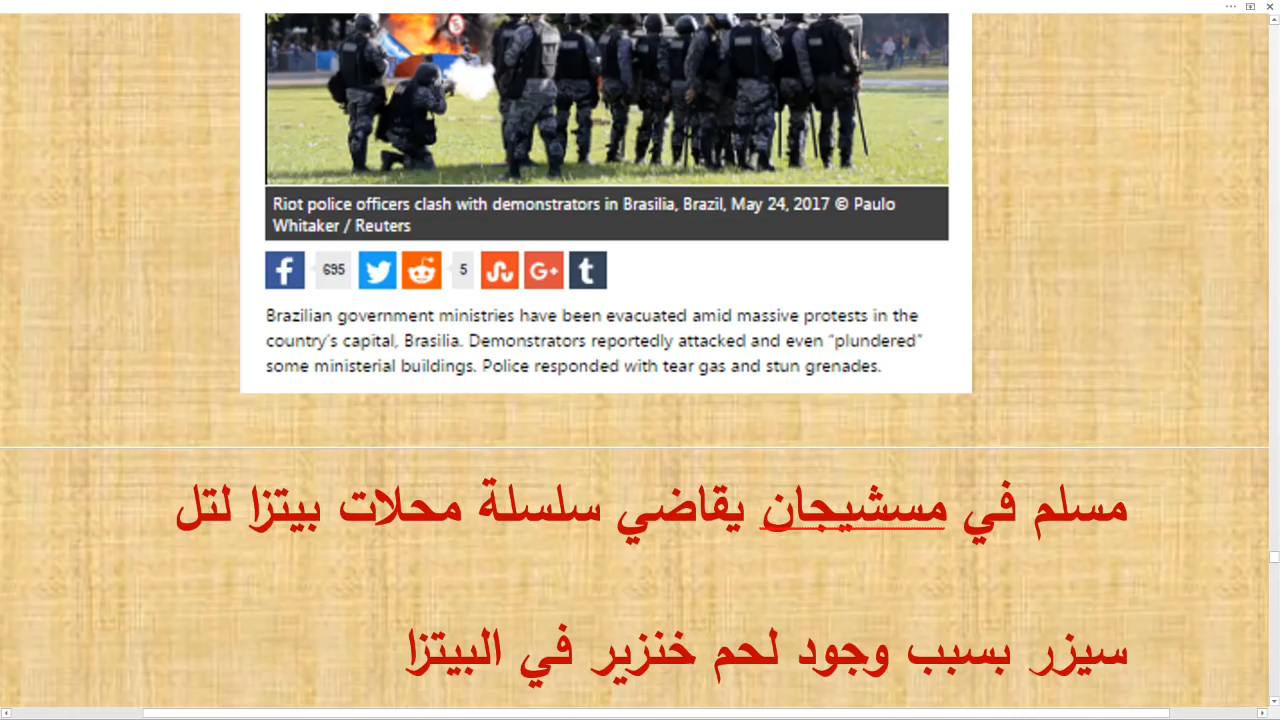 Riot police officers clash with demonstrators in Brasilia, Brazil, May 24, 2017 © Paulo
Whitaker / Reuters
695
5
G+
Brazilian government ministries have been evacuated amid massive protests in the
country's capital, Brasilia. Demonstrators reportedly attacked and even “plundered”
some ministerial buildings. Police responded with tear gas and stun grenades.
مسلم في مسشيجان يقاضي سلسلة محلات بيتزا لتل
سيزر بسبب وجود لحم خنزير في البيتزا